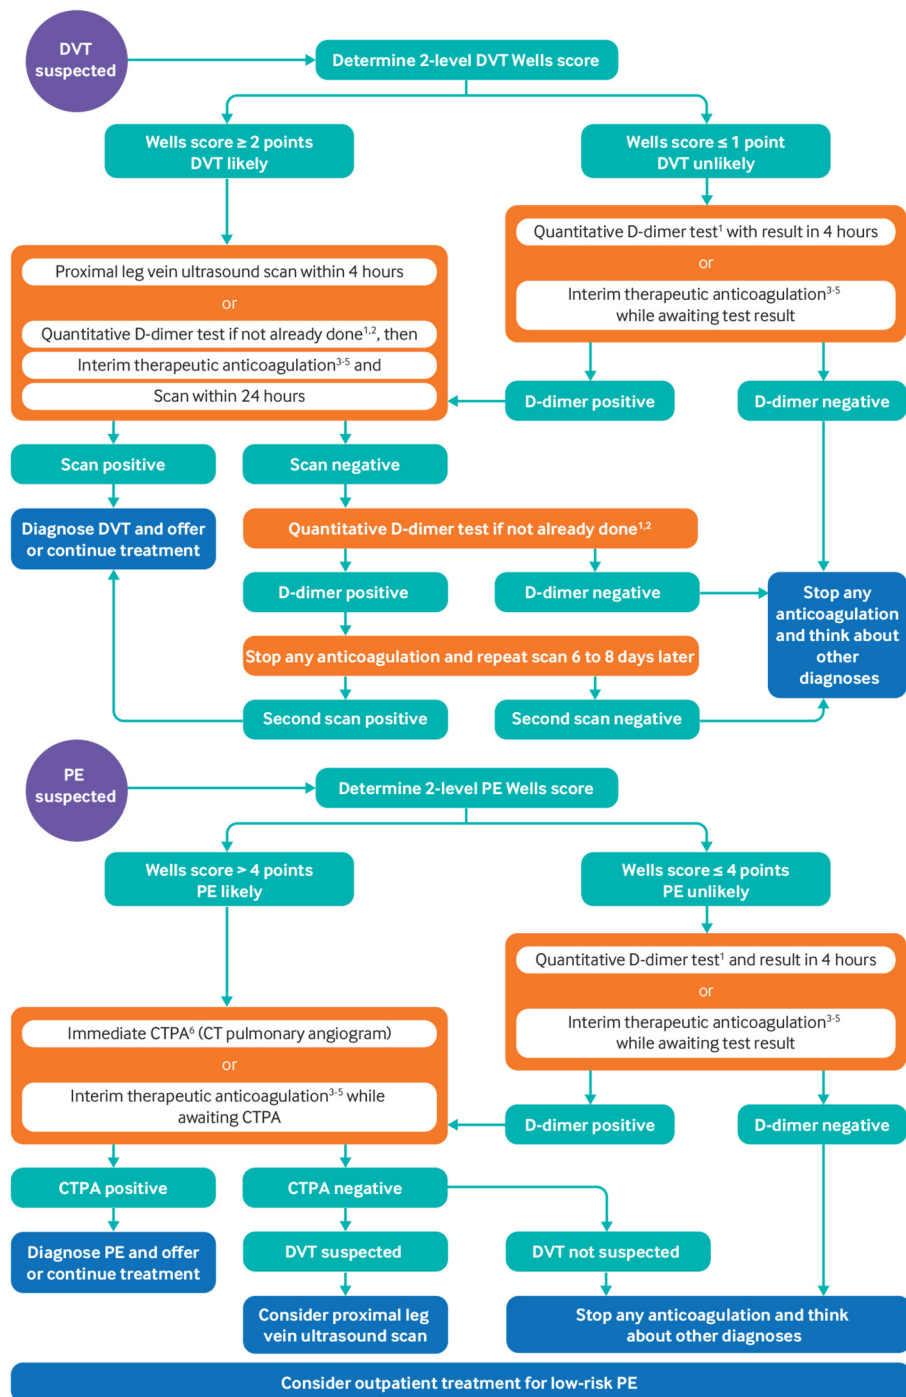 DVT
suspected
Determine 2-level DVT Wells score
Wells score ≥ 2 points
DVT likely
Wells score ≤ 1 point
DVT unlikely
Quantitative D-dimer test¹ with result in 4 hours
or
Interim therapeutic anticoagulation³⁻⁵
while awaiting test result
Proximal leg vein ultrasound scan within 4 hours
or
Quantitative D-dimer test if not already done¹,², then
Interim therapeutic anticoagulation³⁻⁵ and
Scan within 24 hours
D-dimer positive
D-dimer negative
Scan positive
Scan negative
Diagnose DVT and offer
or continue treatment
Quantitative D-dimer test if not already done¹,²
D-dimer positive
D-dimer negative
Stop any
anticoagulation
and think about
other
diagnoses
Stop any anticoagulation and repeat scan 6 to 8 days later
Second scan positive
Second scan negative
PE
suspected
Determine 2-level PE Wells score
Wells score > 4 points
PE likely
Wells score ≤ 4 points
PE unlikely
Quantitative D-dimer test¹ and result in 4 hours
or
Interim therapeutic anticoagulation³⁻⁵
while awaiting test result
Immediate CTPA⁶ (CT pulmonary angiogram)
or
Interim therapeutic anticoagulation³⁻⁵ while
awaiting CTPA
D-dimer positive
D-dimer negative
CTPA positive
CTPA negative
Diagnose PE and offer
or continue treatment
DVT suspected
DVT not suspected
Consider proximal leg
vein ultrasound scan
Stop any anticoagulation and think
about other diagnoses
Consider outpatient treatment for low-risk PE